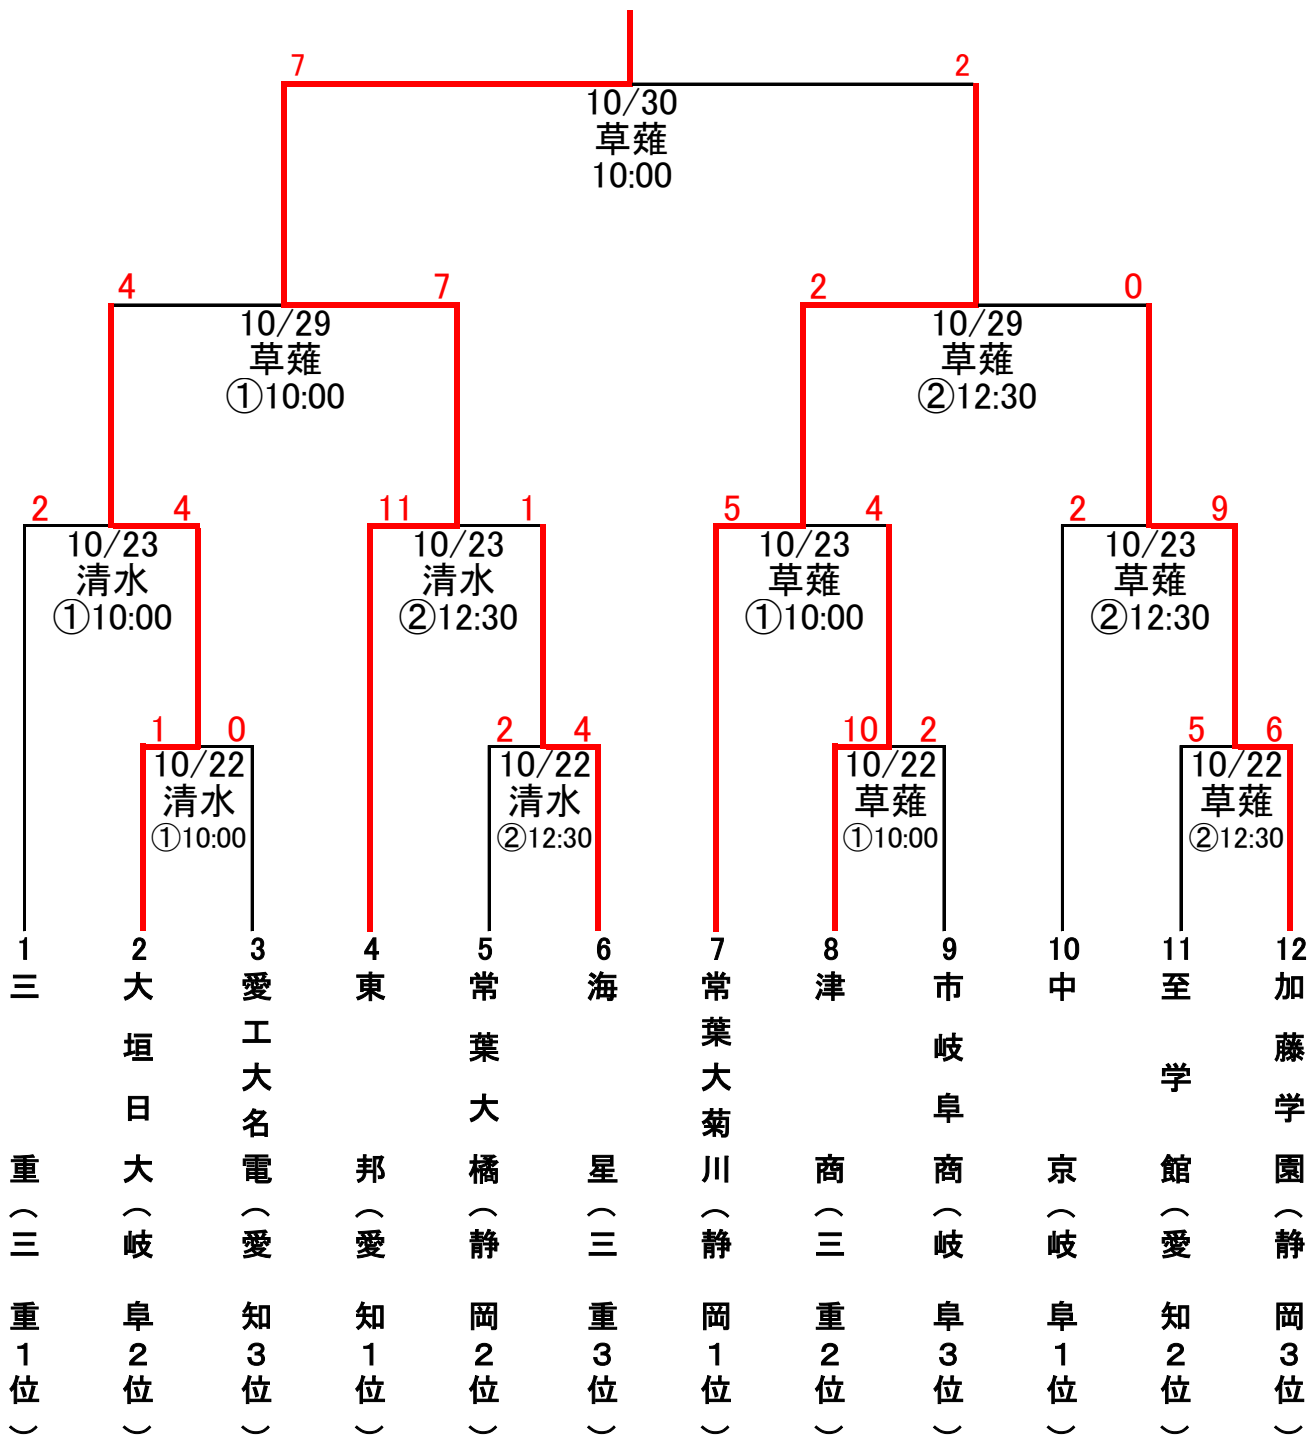 7 2
10/30
草薙
10:00
4 7 2 0
10/29
草薙
①10:00
10/29
草薙
②12:30
2 4 11 1 5 4 2 9
10/23
清水
①10:00
10/23
清水
②12:30
10/23
草薙
①10:00
10/23
草薙
②12:30
1 0 2 4 10 2 5 6
10/22
清水
①10:00
10/22
清水
②12:30
10/22
草薙
①10:00
10/22
草薙
②12:30
1
三重(三重1位)
2
大垣日大(岐阜2位)
3
愛工大名電(愛知3位)
4
東邦(愛知1位)
5
常葉大橘(静岡2位)
6
海星(三重3位)
7
常葉大菊川(静岡1位)
8
津商(三重2位)
9
市岐阜商(岐阜3位)
10
中京(岐阜1位)
11
至学館(愛知2位)
12
加藤学園(静岡3位)